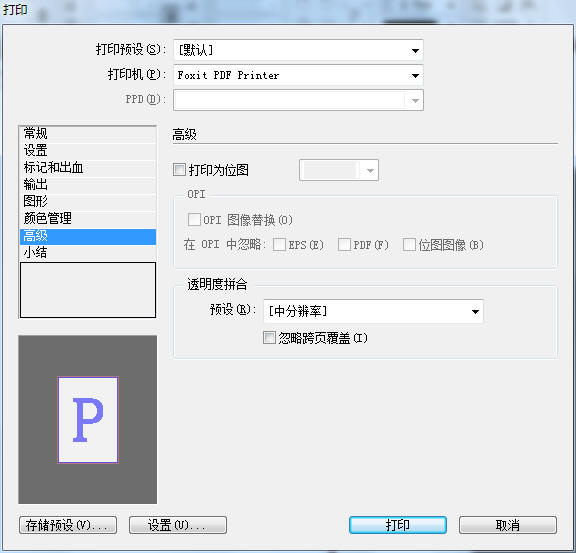 打印
打印预设(S): [默认]
打印机(P): Foxit PDF Printer
PPD(D):
常规
设置
标记和出血
输出
图形
颜色管理
高级
小结
高级
打印为位图
OPI
OPI 图像替换(O)
在 OPI 中忽略: EPS(E) PDF(F) 位图图像(B)
透明度拼合
预设(R): [中分辨率]
忽略跨页覆盖(I)
P
存储预设(V)... 设置(U)... 打印 取消